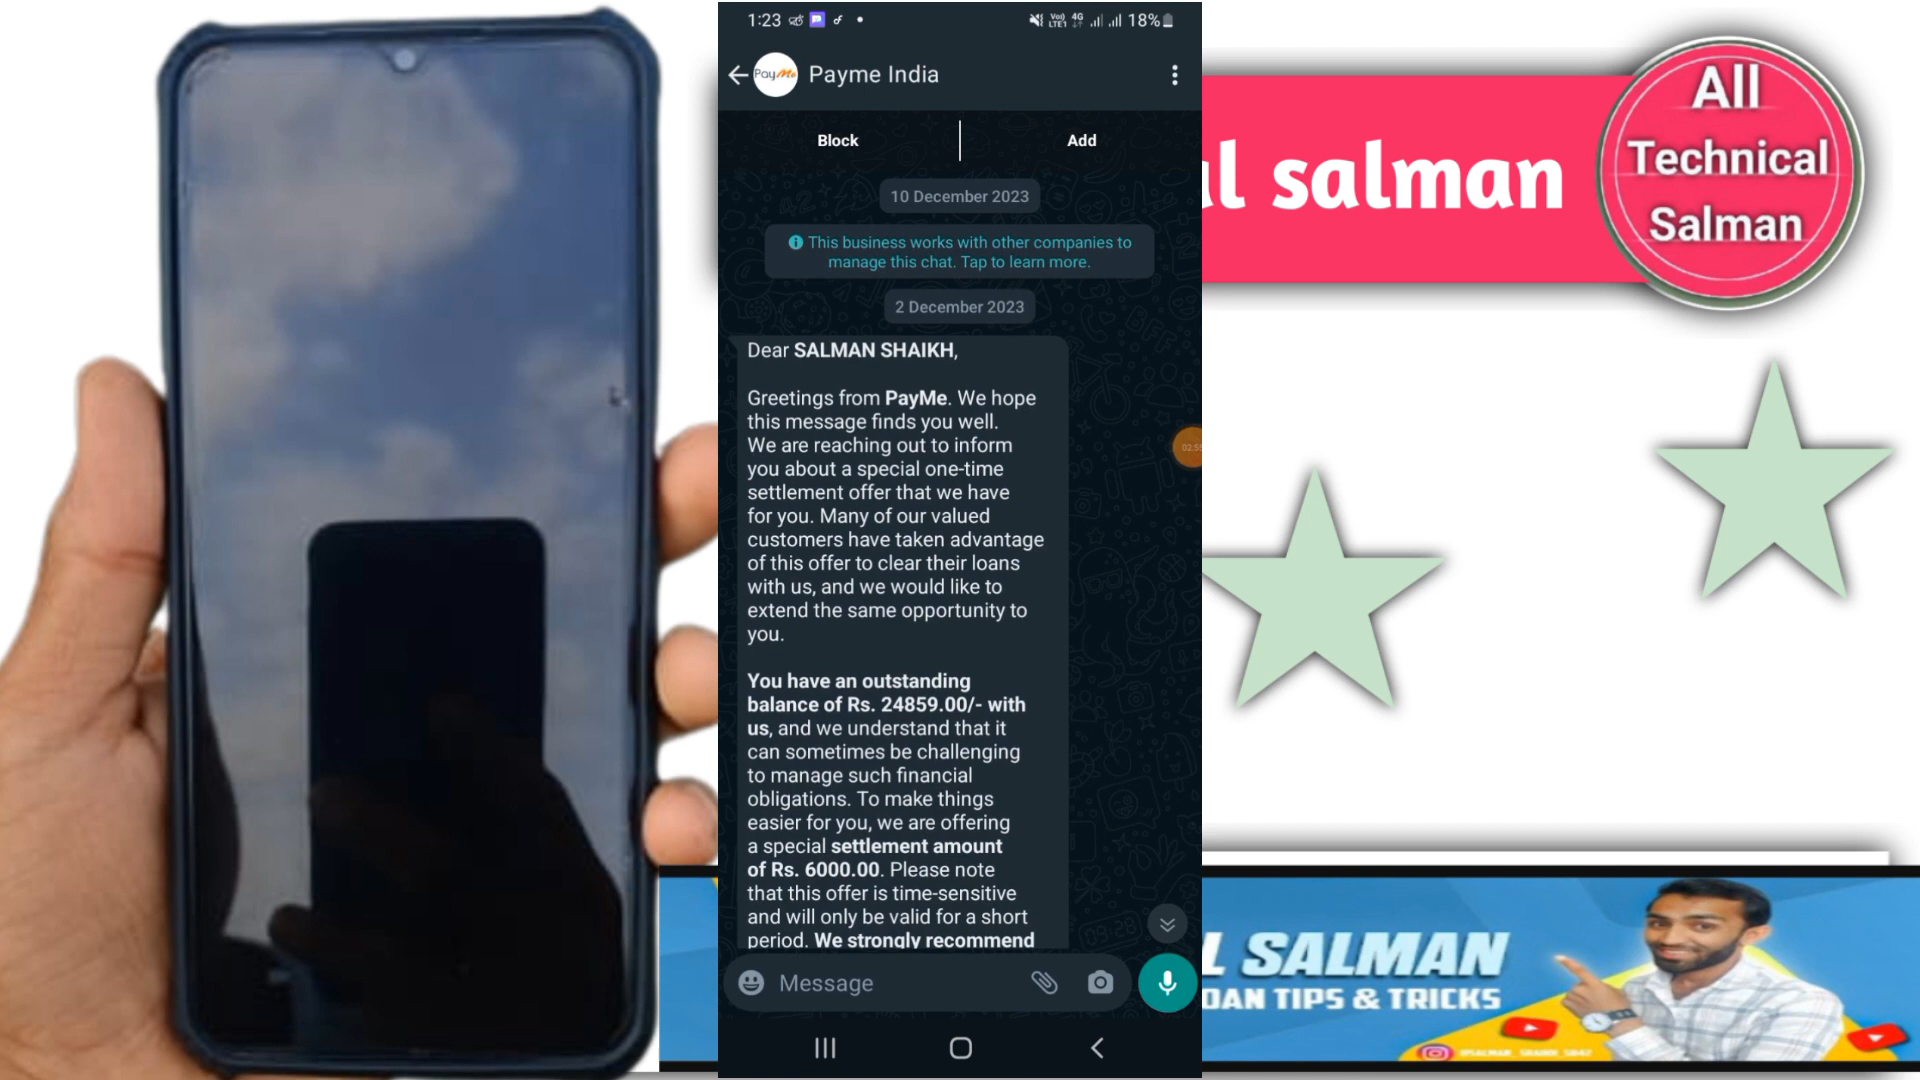 1:23
Vo)) 4G
LTE1
18%
PayMe
Payme India
Block
Add
10 December 2023
This business works with other companies to
manage this chat. Tap to learn more.
2 December 2023
Dear SALMAN SHAIKH,
Greetings from PayMe. We hope
this message finds you well.
We are reaching out to inform
you about a special one-time
settlement offer that we have
for you. Many of our valued
customers have taken advantage
of this offer to clear their loans
with us, and we would like to
extend the same opportunity to
you.
You have an outstanding
balance of Rs. 24859.00/- with
us, and we understand that it
can sometimes be challenging
to manage such financial
obligations. To make things
easier for you, we are offering
a special settlement amount
of Rs. 6000.00. Please note
that this offer is time-sensitive
and will only be valid for a short
period. We strongly recommend
Message
l salman
All
Technical
Salman
L SALMAN
OAN TIPS & TRICKS